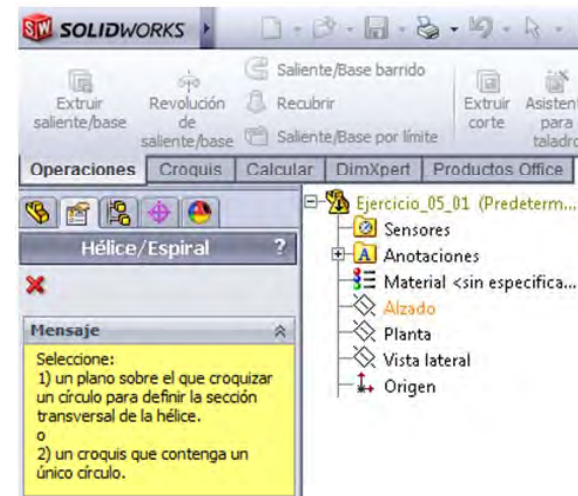 SOLIDWORKS
Extruir saliente/base
Revolución de saliente/base
Saliente/Base barrido
Recubrir
Saliente/Base por límite
Extruir corte
Asisten para taladro
Operaciones Croquis Calcular DimXpert Productos Office
Hélice/Espiral ?
Mensaje
Seleccione:
1) un plano sobre el que croquizar
un círculo para definir la sección
transversal de la hélice.
o
2) un croquis que contenga un
único círculo.
Ejercicio_05_01 (Predeterm...
Sensores
A Anotaciones
Material <sin especifica...
Alzado
Planta
Vista lateral
Origen